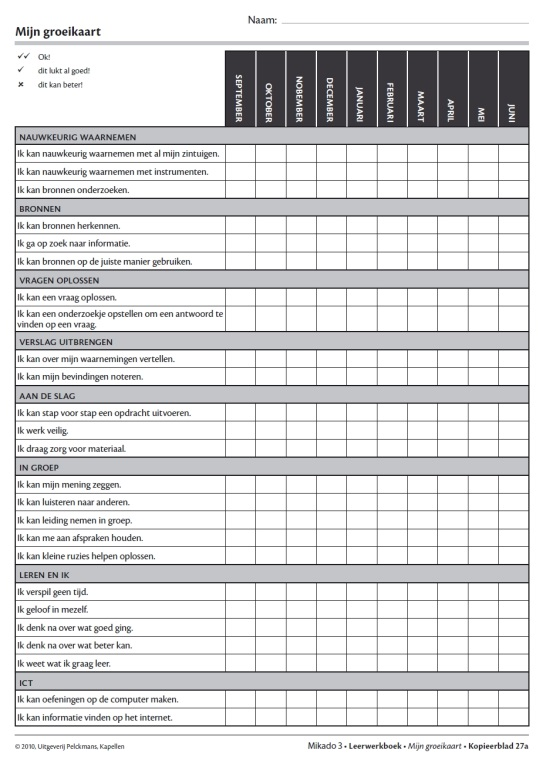 Naam:
Mijn groeikaart
✓✓ Ok!
✓ dit lukt al goed!
✗ dit kan beter!
SEPTEMBER OKTOBER NOBEMBER DECEMBER JANUARI FEBRUARI MAART APRIL MEI JUNI
NAUWKEURIG WAARNEMEN
Ik kan nauwkeurig waarnemen met al mijn zintuigen.
Ik kan nauwkeurig waarnemen met instrumenten.
Ik kan bronnen onderzoeken.
BRONNEN
Ik kan bronnen herkennen.
Ik ga op zoek naar informatie.
Ik kan bronnen op de juiste manier gebruiken.
VRAGEN OPLOSSEN
Ik kan een vraag oplossen.
Ik kan een onderzoekje opstellen om een antwoord te
vinden op een vraag.
VERSLAG UITBRENGEN
Ik kan over mijn waarnemingen vertellen.
Ik kan mijn bevindingen noteren.
AAN DE SLAG
Ik kan stap voor stap een opdracht uitvoeren.
Ik werk veilig.
Ik draag zorg voor materiaal.
IN GROEP
Ik kan mijn mening zeggen.
Ik kan luisteren naar anderen.
Ik kan leiding nemen in groep.
Ik kan me aan afspraken houden.
Ik kan kleine ruzies helpen oplossen.
LEREN EN IK
Ik verspil geen tijd.
Ik geloof in mezelf.
Ik denk na over wat goed ging.
Ik denk na over wat beter kan.
Ik weet wat ik graag leer.
ICT
Ik kan oefeningen op de computer maken.
Ik kan informatie vinden op het internet.
© 2010, Uitgeverij Pelckmans, Kapellen
Mikado 3 • Leerwerkboek • Mijn groeikaart • Kopieerblad 27a